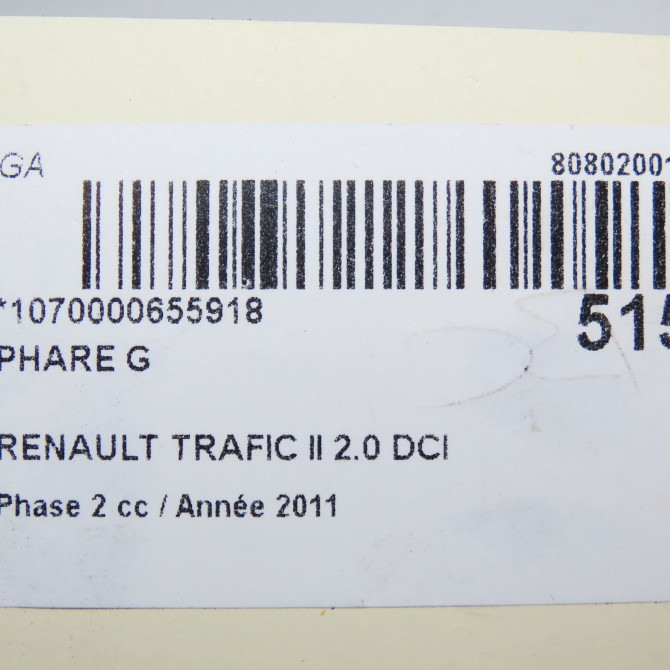 GA 80802001
*1070000655918 515
PHARE G
RENAULT TRAFIC II 2.0 DCI
Phase 2 cc / Année 2011